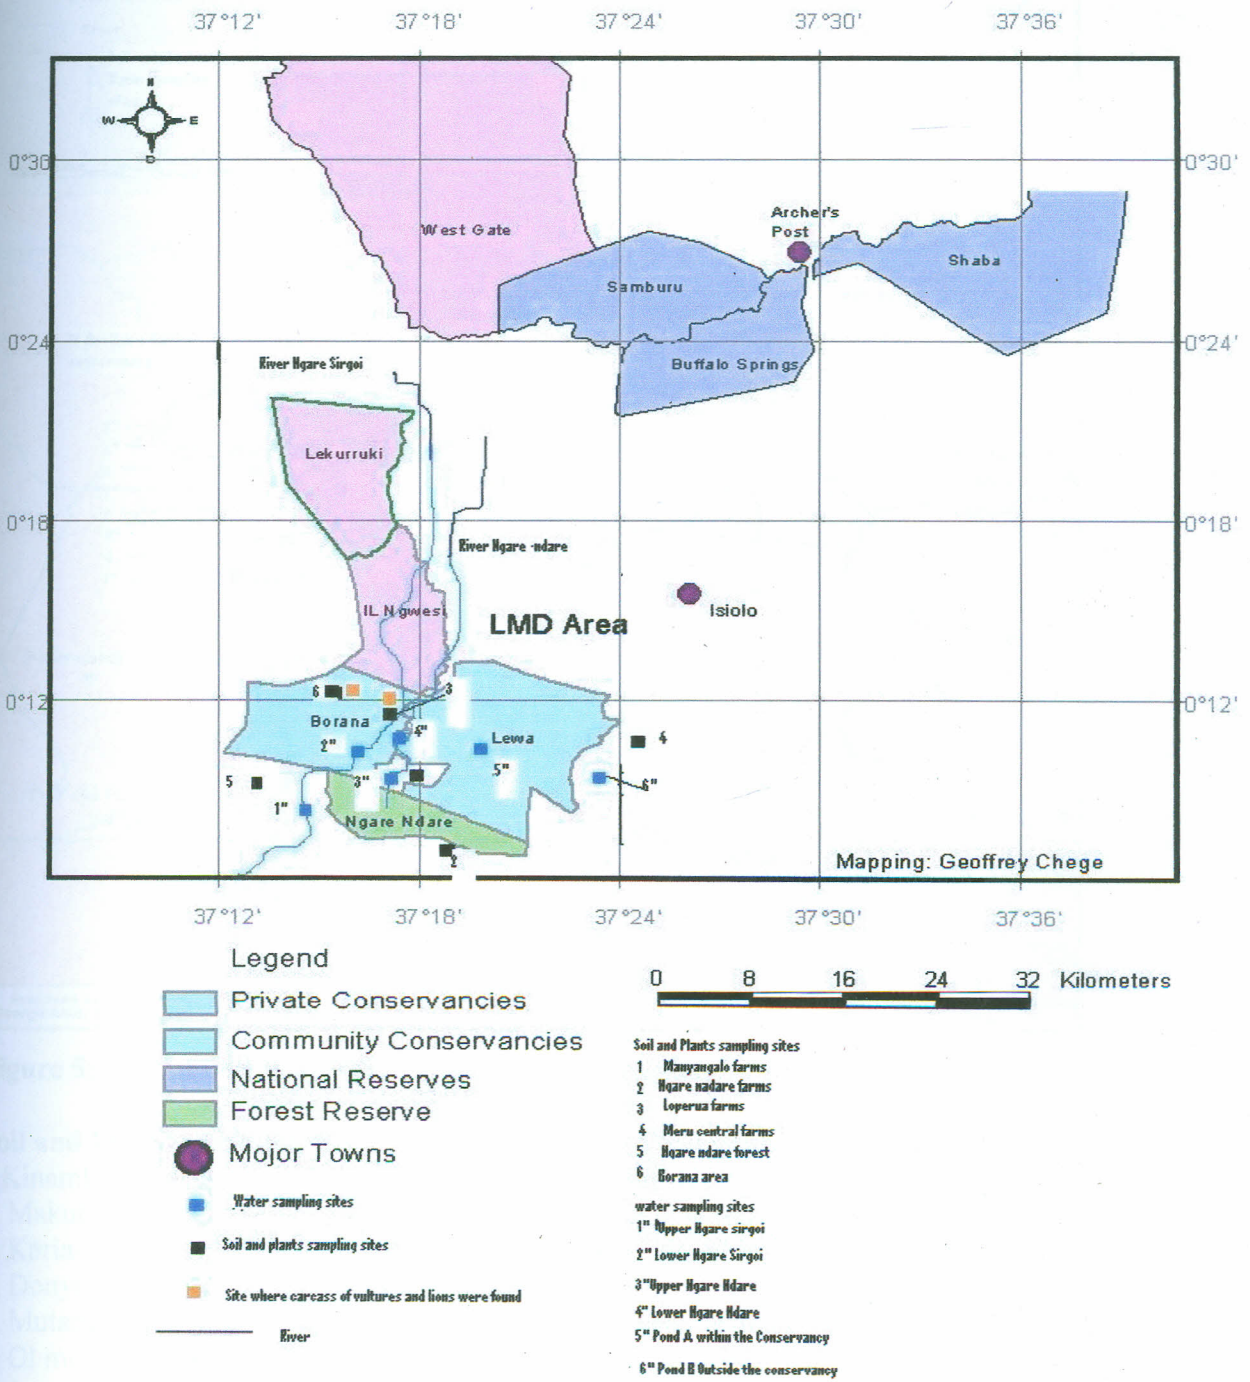 37°12' 37°18' 37°24' 37°30' 37°36'
N
W E
0°30 0°30'
Archer's
Post
West Gate
Shaba
Samburu
0°24 0°24'
River Ngare Sirgoi
Buffalo Springs
Lekurruki
0°18 0°18'
River Ngare -ndare
IL Ngwesi
LMD Area
Isiolo
0°12 0°12'
6
3
Borana
4"
2"
Lewa
4
5"
5
3"
6"
1"
Ngare Ndare
2
Mapping: Geoffrey Chege
37°12' 37°18' 37°24' 37°30' 37°36'
Legend
Private Conservancies
Community Conservancies
National Reserves
Forest Reserve
Mojor Towns
Water sampling sites
Soil and plants sampling sites
Site where carcass of vultures and lions were found
River
0 8 16 24 32 Kilometers
Soil and Plants sampling sites
1 Manyangalo farms
2 Ngare nadare farms
3 Loperua farms
4 Meru central farms
5 Ngare ndare forest
6 Borana area
water sampling sites
1" Upper Ngare sirgoi
2" Lower Ngare Sirgoi
3" Upper Ngare Ndare
4" Lower Ngare Ndare
5" Pond A within the Conservancy
6" Pond B Outside the conservancy